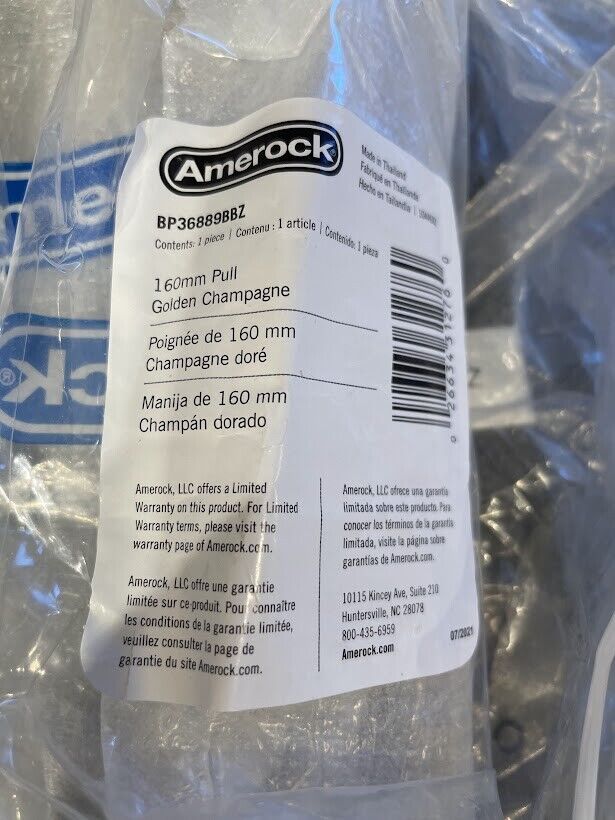 Amerock®
Made in Thailand
Fabriqué en Thaïlande
Hecho en Tailandia
BP36889BBZ
Contents: 1 piece | Contenu : 1 article | Contenido: 1 pieza
160mm Pull
Golden Champagne
Poignée de 160 mm
Champagne doré
Manija de 160 mm
Champán dorado
Amerock, LLC offers a Limited
Warranty on this product. For Limited
Warranty terms, please visit the
warranty page of Amerock.com.
Amerock, LLC offre une garantie
limitée sur ce produit. Pour connaître
les conditions de la garantie limitée,
veuillez consulter la page de
garantie du site Amerock.com.
Amerock, LLC ofrece una garantía
limitada sobre este producto. Para
conocer los términos de la garantía
limitada, visite la página sobre
garantías de Amerock.com.
10115 Kincey Ave, Suite 210
Huntersville, NC 28078
800-435-6959
Amerock.com
07/2021
CK®